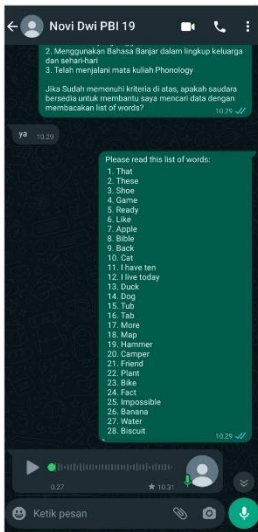 Novi Dwi PBI 19
2. Menggunakan Bahasa Banjar dalam lingkup keluarga
dan sehari-hari
3. Telah menjalani mata kuliah Phonology
Jika Sudah memenuhi kriteria di atas, apakah saudara
bersedia untuk membantu saya mencari data dengan
membacakan list of words?
10.29
ya 10.29
Please read this list of words:
1. That
2. These
3. Shoe
4. Game
5. Ready
6. Like
7. Apple
8. Bible
9. Back
10. Cat
11. I have ten
12. I live today
13. Duck
14. Dog
15. Tub
16. Tab
17. More
18. Map
19. Hammer
20. Camper
21. Friend
22. Plant
23. Bike
24. Fact
25. Impossible
26. Banana
27. Water
28. Biscuit
10.29
0.27 10.31
Ketik pesan